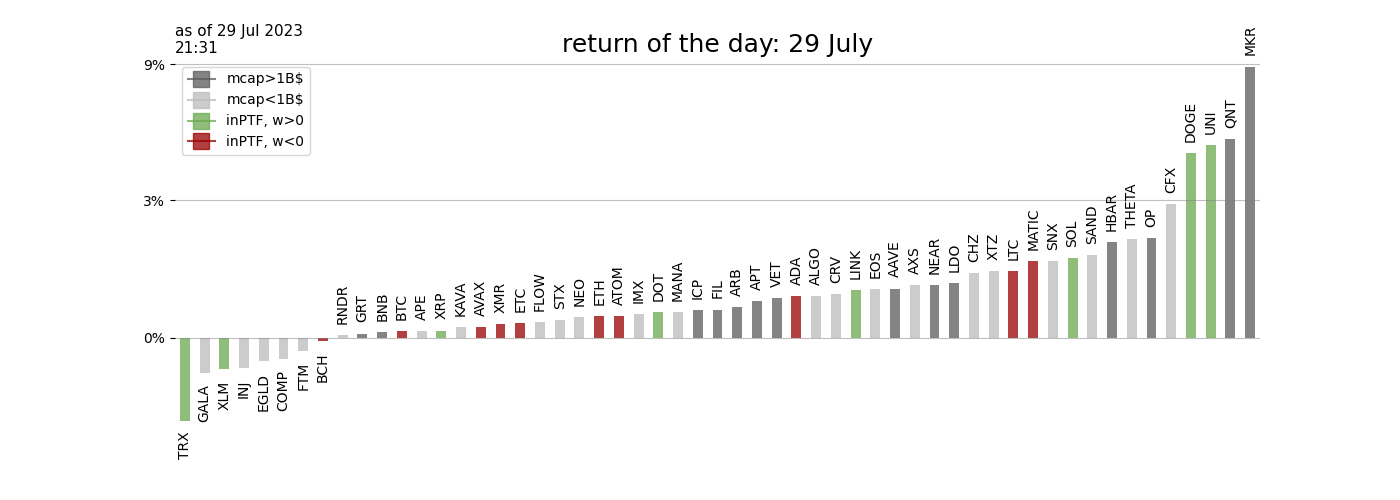 as of 29 Jul 2023
21:31
return of the day: 29 July
9%
3%
0%
mcap>1B$
mcap<1B$
inPTF, w>0
inPTF, w<0
TRX
GALA
XLM
INJ
EGLD
COMP
FTM
BCH
RNDR
GRT
BNB
BTC
APE
XRP
KAVA
AVAX
XMR
ETC
FLOW
STX
NEO
ETH
ATOM
IMX
DOT
MANA
ICP
FIL
ARB
APT
VET
ADA
ALGO
CRV
LINK
EOS
AAVE
AXS
NEAR
LDO
CHZ
XTZ
LTC
MATIC
SNX
SOL
SAND
HBAR
THETA
OP
CFX
DOGE
UNI
QNT
MKR